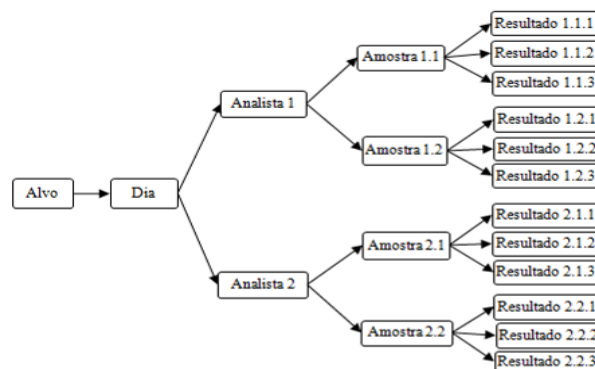 Alvo
Dia
Analista 1
Analista 2
Amostra 1.1
Amostra 1.2
Amostra 2.1
Amostra 2.2
Resultado 1.1.1
Resultado 1.1.2
Resultado 1.1.3
Resultado 1.2.1
Resultado 1.2.2
Resultado 1.2.3
Resultado 2.1.1
Resultado 2.1.2
Resultado 2.1.3
Resultado 2.2.1
Resultado 2.2.2
Resultado 2.2.3